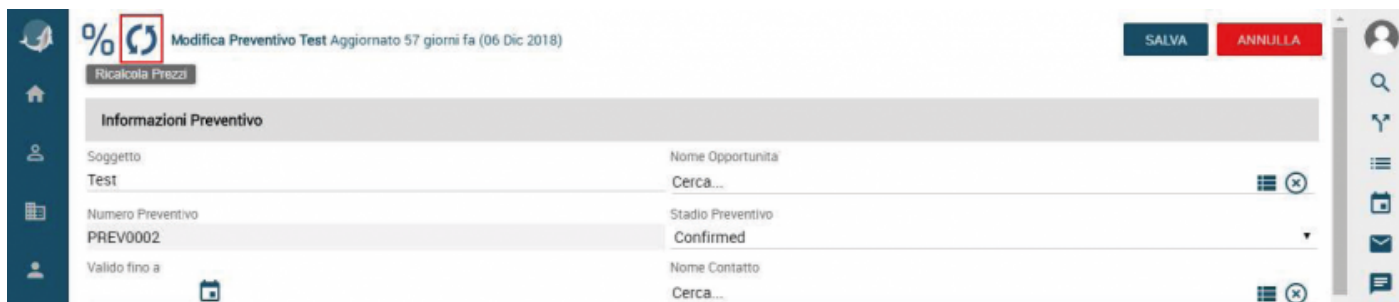 %
Modifica Preventivo Test Aggiornato 57 giorni fa (06 Dic 2018)
SALVA
ANNULLA
Ricalcola Prezzi
Informazioni Preventivo
Soggetto
Nome Opportunita
Test
Cerca...
Numero Preventivo
Stadio Preventivo
PREV0002
Confirmed
Valido fino a
Nome Contatto
Cerca...